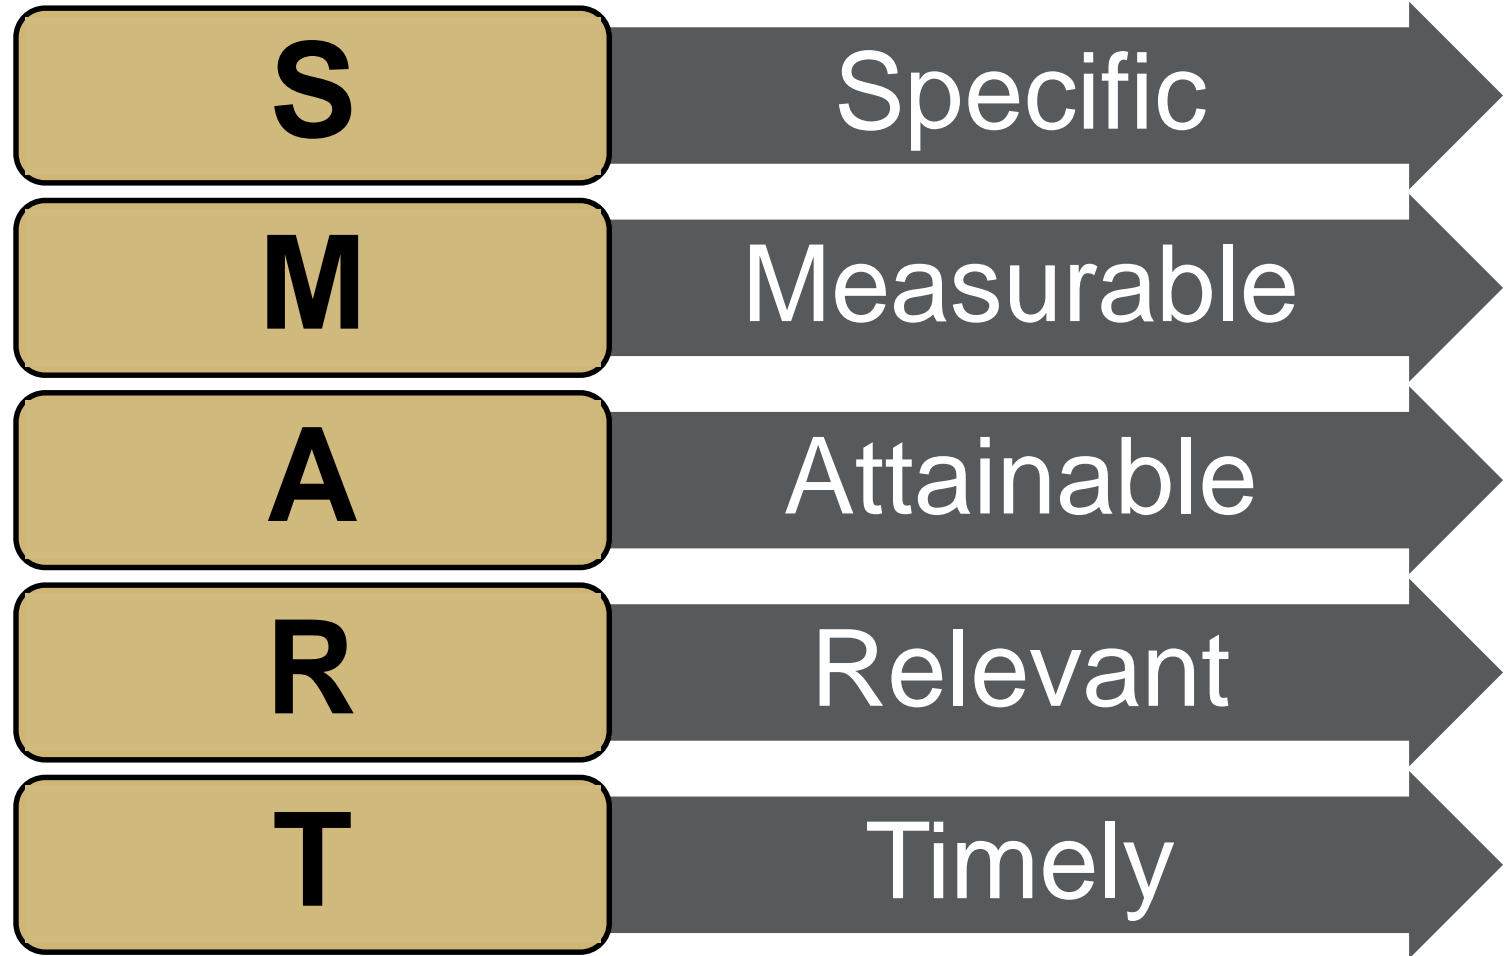 S Specific
M Measurable
A Attainable
R Relevant
T Timely